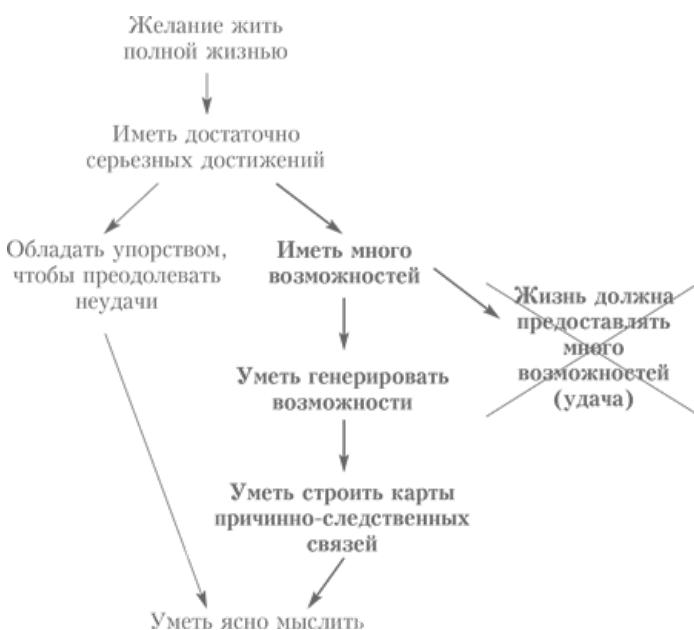 Желание жить
полной жизнью
Иметь достаточно
серьезных достижений
Обладать упорством,
чтобы преодолевать
неудачи
Иметь много
возможностей
Жизнь должна
предоставлять
много
возможностей
(удача)
Уметь генерировать
возможности
Уметь строить карты
причинно-следственных
связей
Уметь ясно мыслить